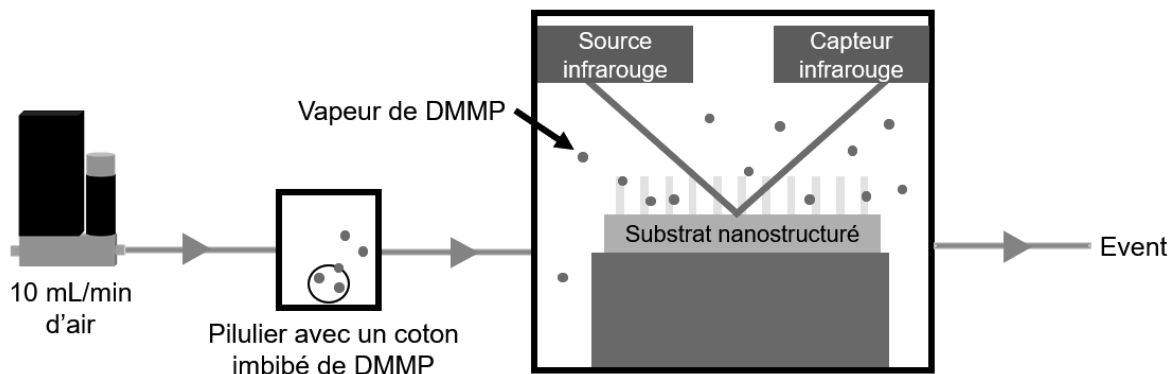 Source
infrarouge
Capteur
infrarouge
Vapeur de DMMP
Substrat nanostructuré
Event
10 mL/min
d'air
Pilulier avec un coton
imbibé de DMMP